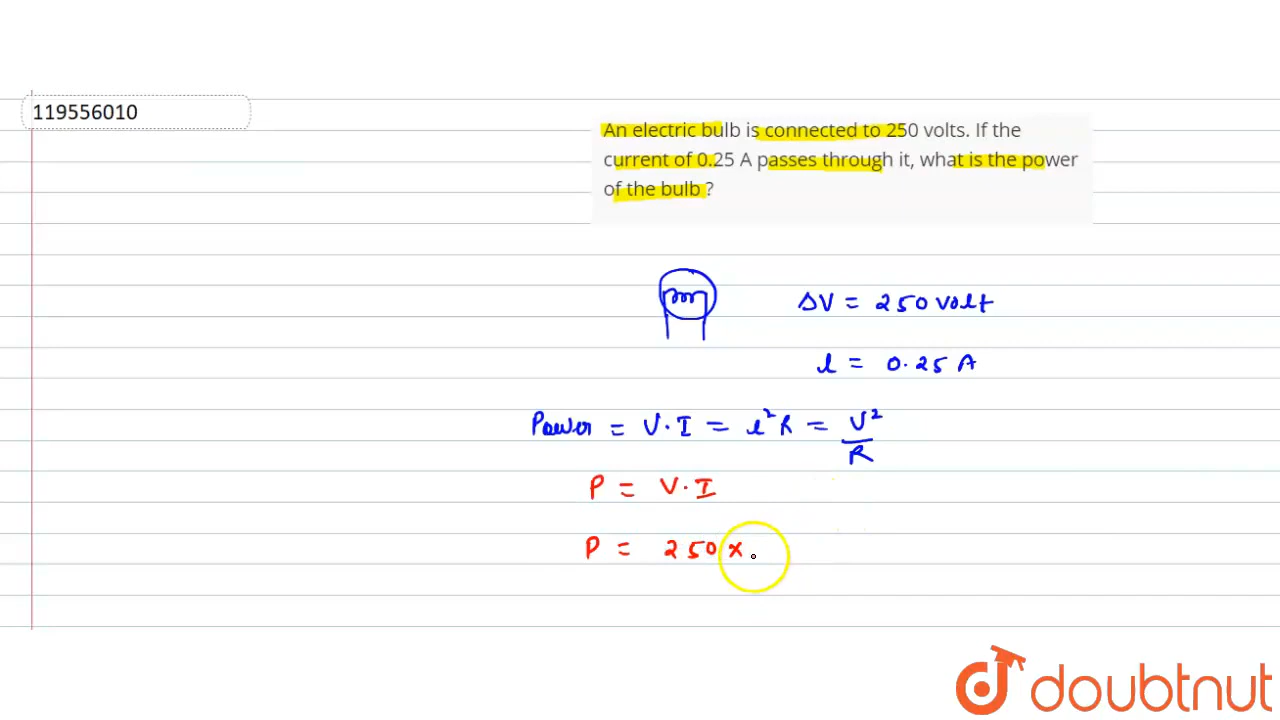 119556010
An electric bulb is connected to 250 volts. If the
current of 0.25 A passes through it, what is the power
of the bulb ?
ΔV = 250 volt
I = 0.25 A
Power = V·I = I²R = V²/R
P = V·I
P = 250 ×
doubtnut